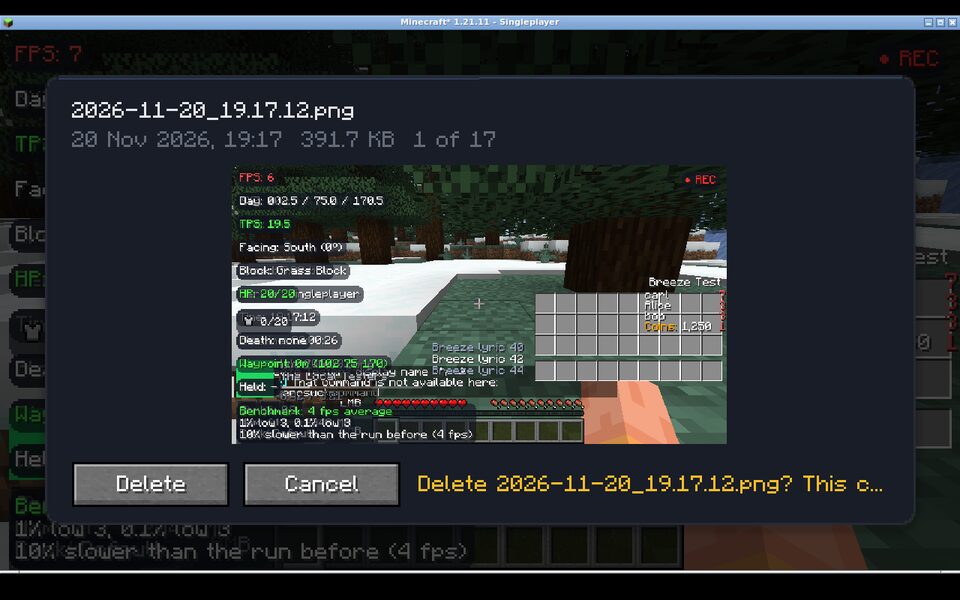 Minecraft* 1.21.11 - Singleplayer
FPS: 7
● REC
2026-11-20_19.17.12.png
20 Nov 2026, 19:17 391.7 KB 1 of 17
FPS: 6
● REC
Day: 002.5 / 75.0 / 170.5
TPS: 19.5
Facing: South (0°)
Block: Grass Block
Breeze Test
HP: 20/20 ngleplayer
carl
Alice
bob
Coins: 1,250
0/20 7:12
Death: none 00:26
Breeze lyric 40
Breeze lyric 42
Breeze lyric 44
Waypoint: 0m (102 75 170)
name
Held: -
That command is not available here:
Benchmark: 4 fps average
1% low 3, 0.1% low 3
10% slower than the run before (4 fps)
Delete
Cancel
Delete 2026-11-20_19.17.12.png? This c...
1% low 3, 0.1% low 3
10% slower than the run before (4 fps)